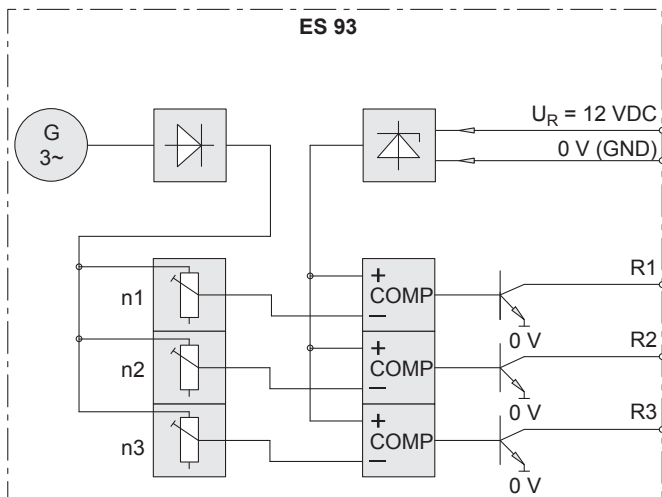 ES 93
G
3~
U_R = 12 VDC
0 V (GND)
n1
+
COMP
−
R1
0 V
n2
+
COMP
−
R2
0 V
n3
+
COMP
−
R3
0 V